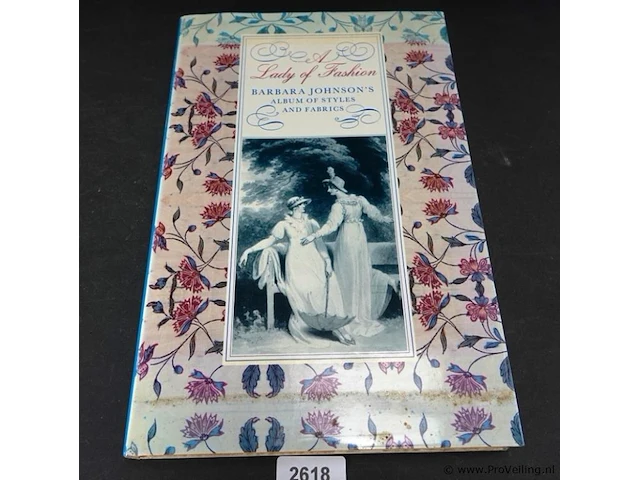 A
Lady of Fashion
BARBARA JOHNSON'S
ALBUM OF STYLES
AND FABRICS
2618
© www.ProVeiling.nl